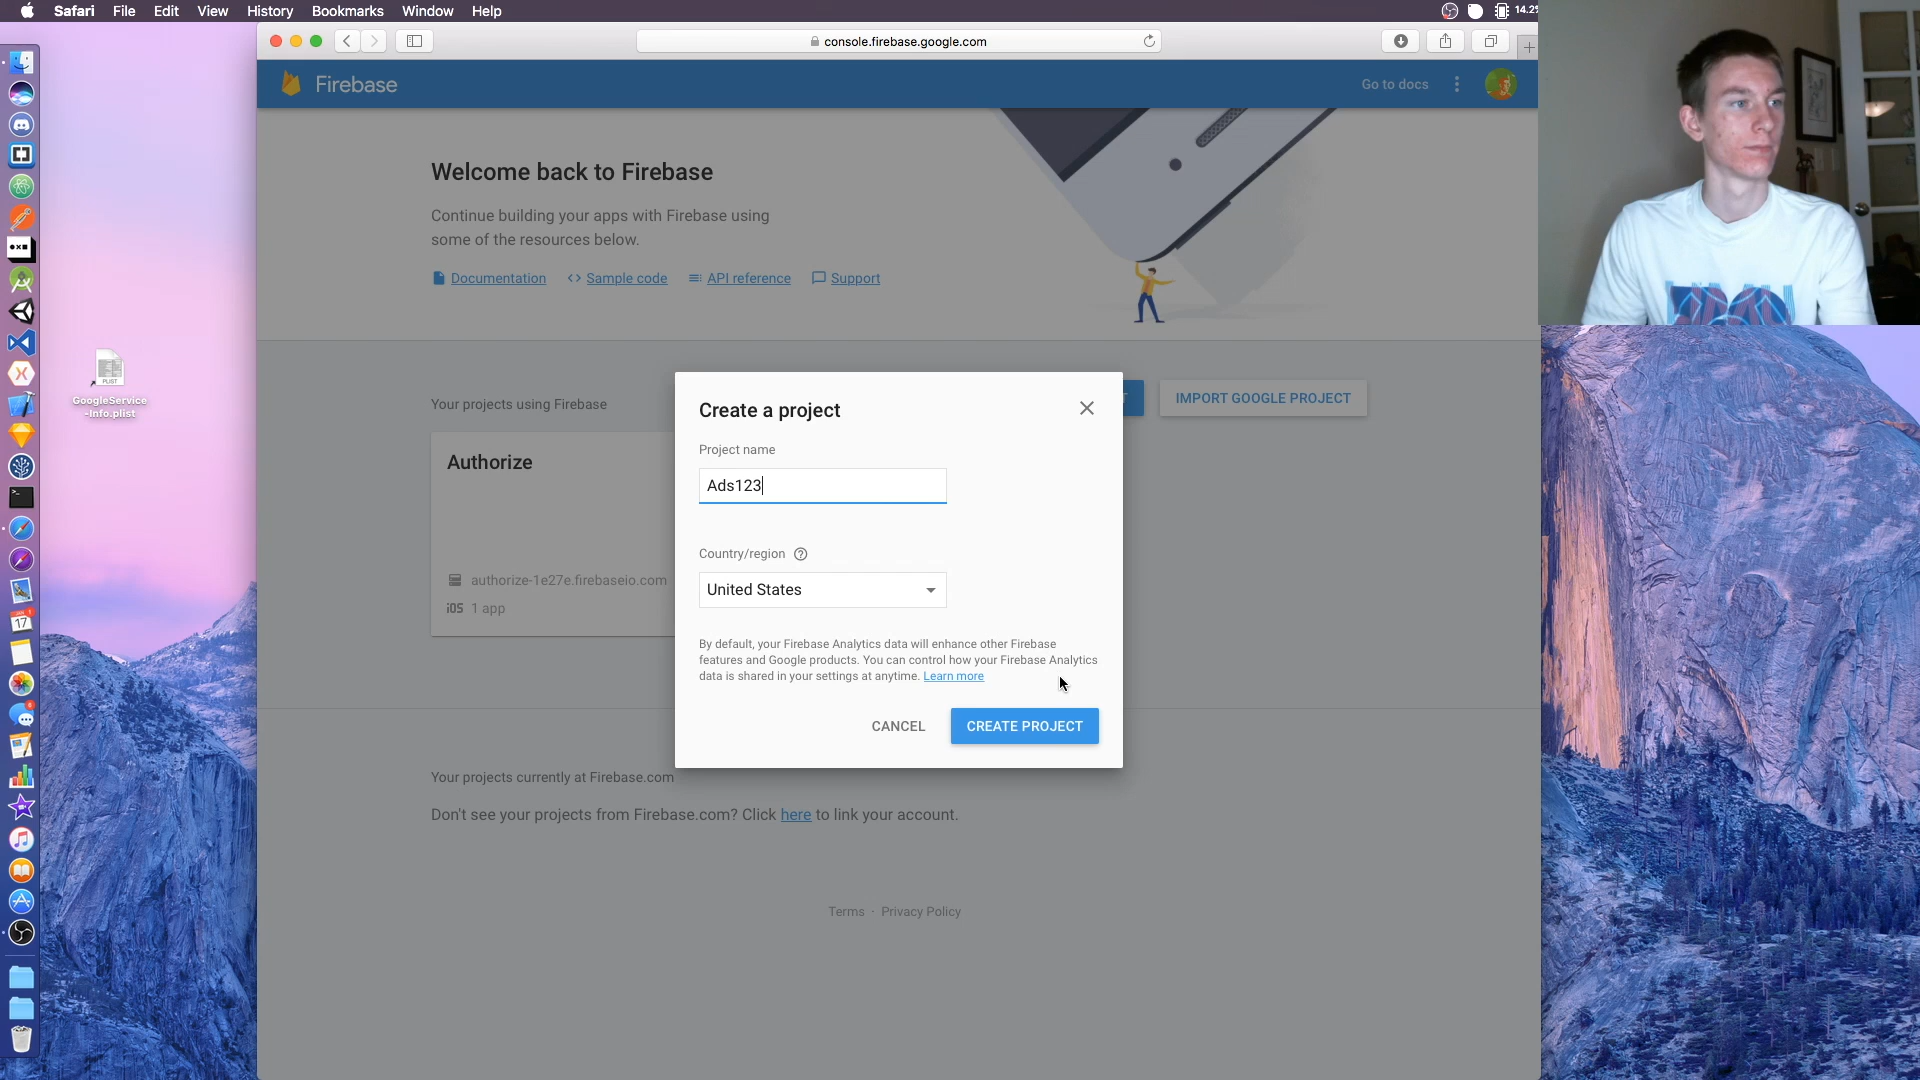 Safari File Edit View History Bookmarks Window Help
14.2
console.firebase.google.com
Firebase
Go to docs
Welcome back to Firebase
Continue building your apps with Firebase using
some of the resources below.
Documentation
<> Sample code
API reference
Support
GoogleService
-Info.plist
PLIST
Your projects using Firebase
T
IMPORT GOOGLE PROJECT
Authorize
authorize-1e27e.firebaseio.com
iOS 1 app
Create a project
Project name
Ads123
Country/region ?
United States
By default, your Firebase Analytics data will enhance other Firebase
features and Google products. You can control how your Firebase Analytics
data is shared in your settings at anytime. Learn more
CANCEL
CREATE PROJECT
Your projects currently at Firebase.com
Don't see your projects from Firebase.com? Click here to link your account.
Terms · Privacy Policy
JAN
17